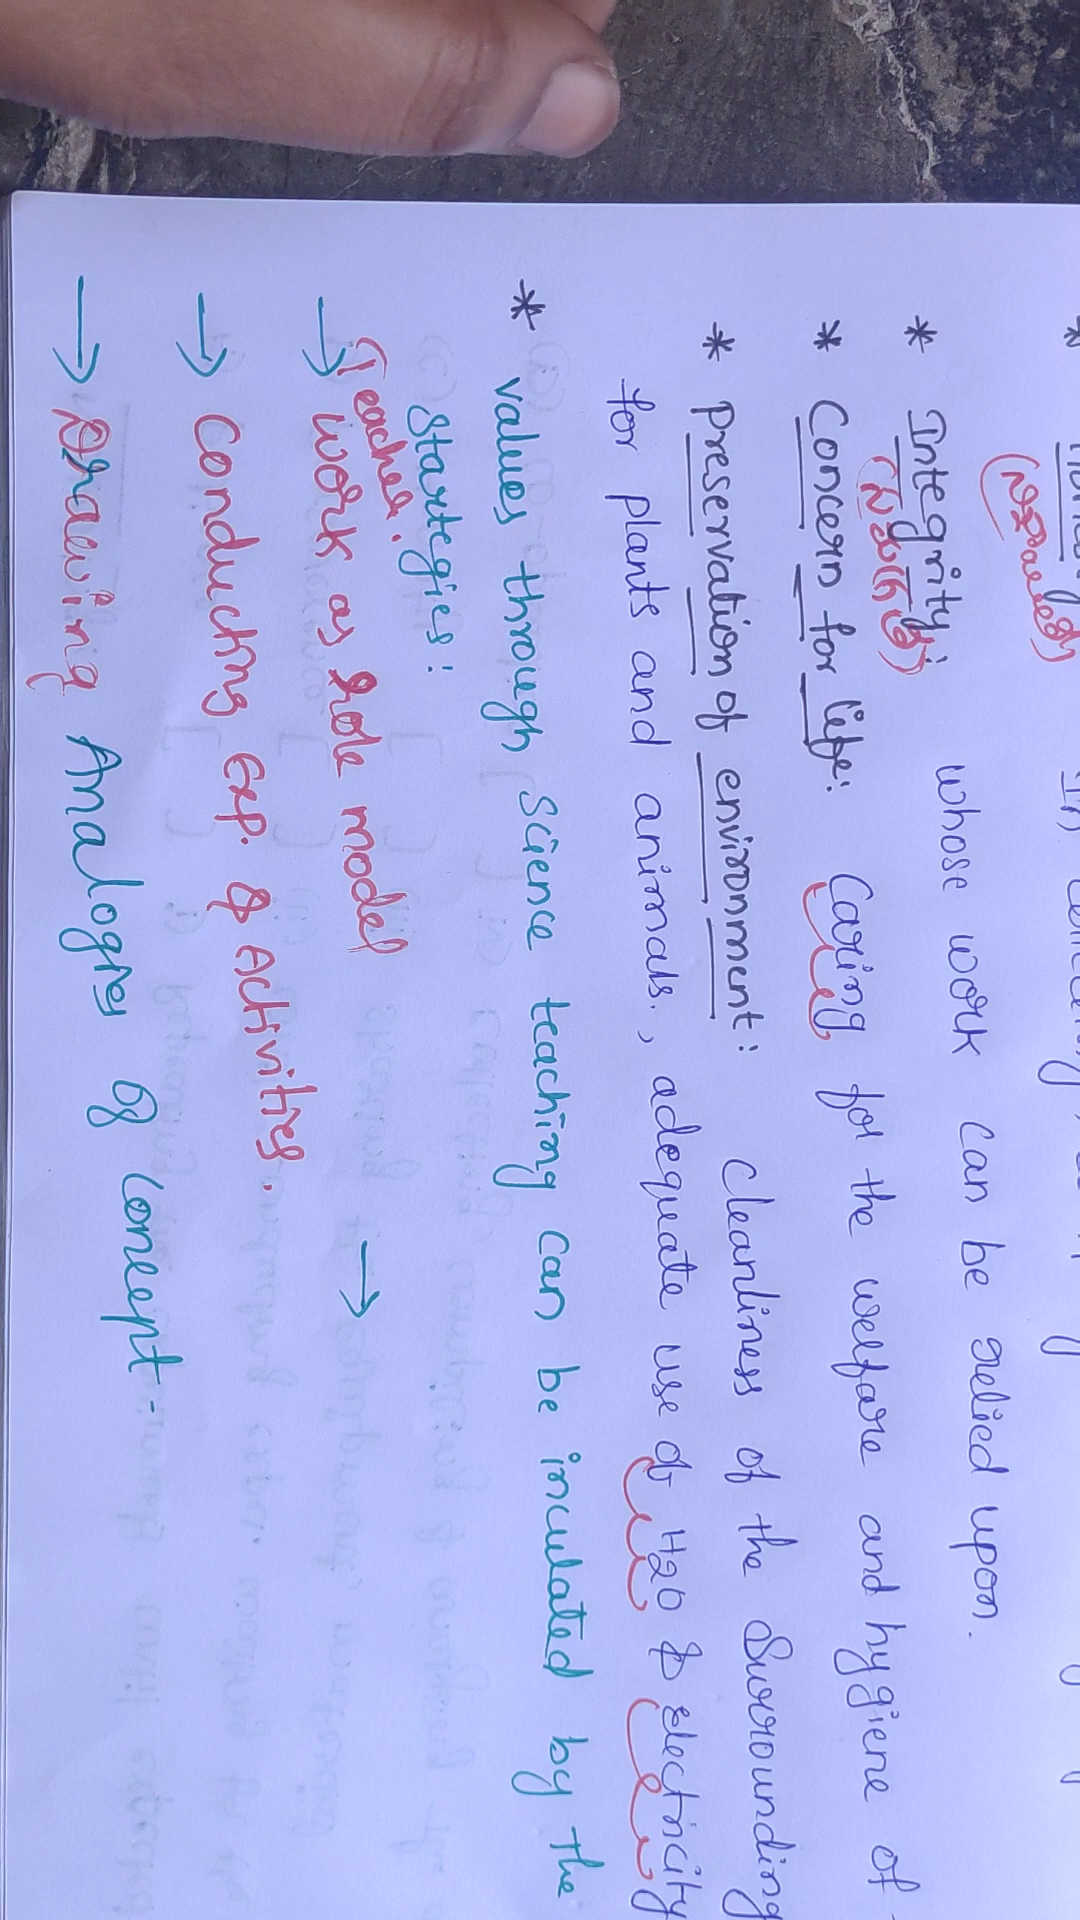 * Integrity: whose work can be relied upon.
* Concern for life: Caring for the welfare and hygiene of
* Preservation of environment: cleanliness of the Surrounding
for plants and animals., adequate use of H2O & Electricity
* values through Science teaching can be inculated by the
startegies:
Teacher.
→ Work as role model →
→ Conducting Exp. & Activities.
→ Drawing Analogies of Concept-